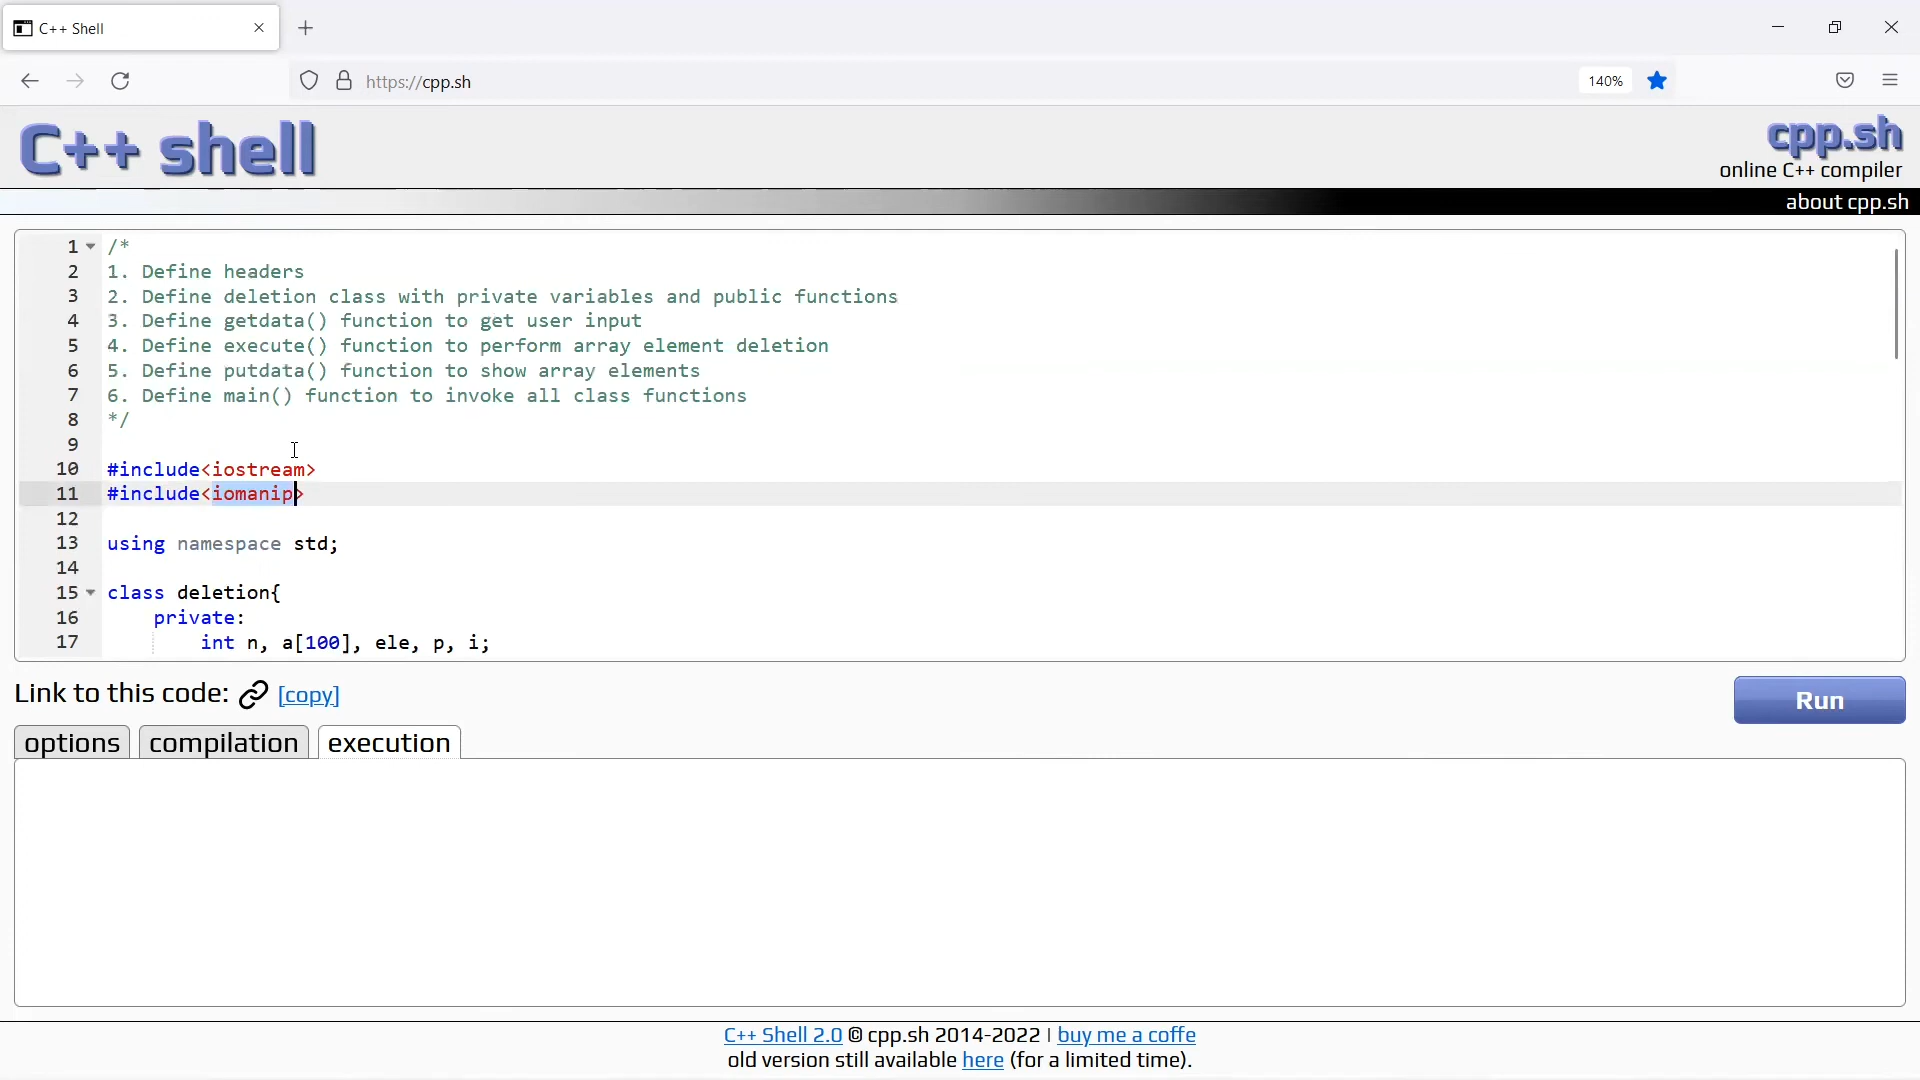 C++ Shell
https://cpp.sh
140%
C++ shell
cpp.sh
online C++ compiler
about cpp.sh
1 /*
2 1. Define headers
3 2. Define deletion class with private variables and public functions
4 3. Define getdata() function to get user input
5 4. Define execute() function to perform array element deletion
6 5. Define putdata() function to show array elements
7 6. Define main() function to invoke all class functions
8 */
9
10 #include<iostream>
11 #include<iomanip>
12
13 using namespace std;
14
15 class deletion{
16 private:
17 int n, a[100], ele, p, i;
Link to this code: [copy]
Run
options compilation execution
C++ Shell 2.0 © cpp.sh 2014-2022 | buy me a coffe
old version still available here (for a limited time).